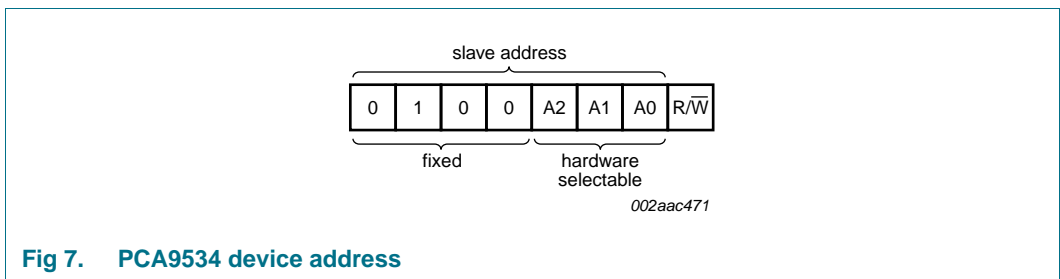 slave address
0 1 0 0 A2 A1 A0 R/W̅
fixed hardware
selectable
002aac471
Fig 7. PCA9534 device address